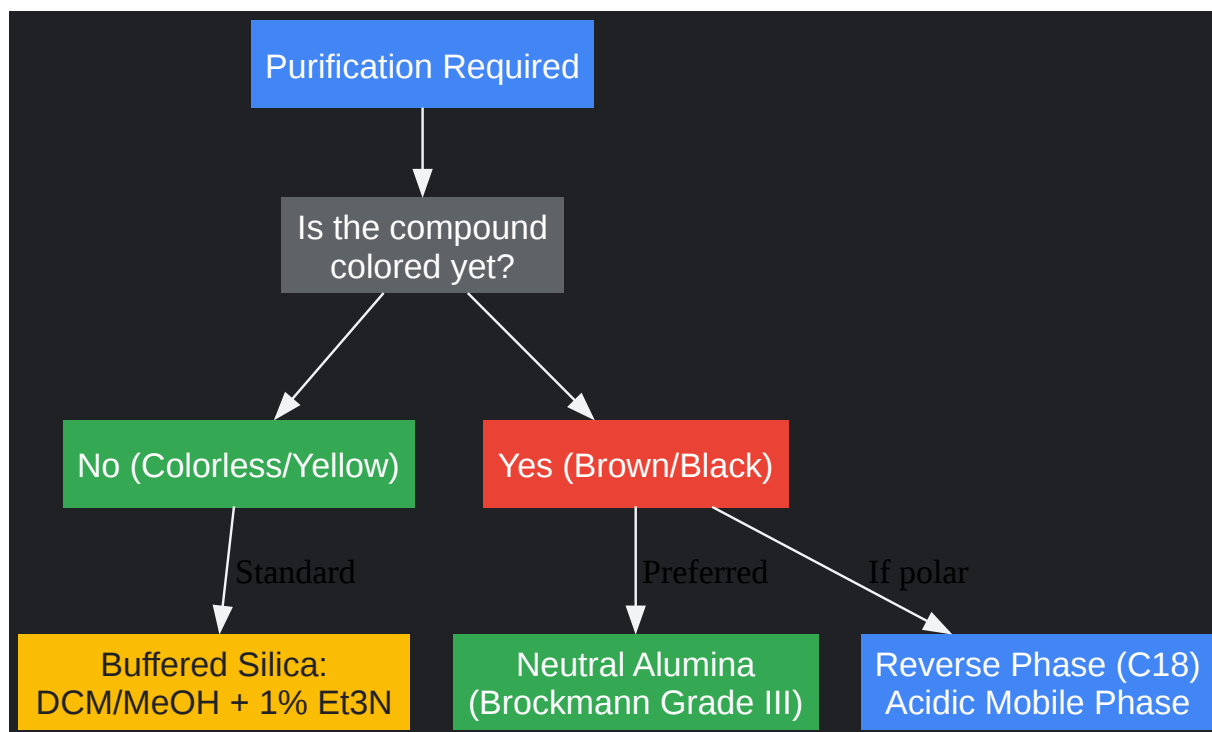 Purification Required
Is the compound
colored yet?
No (Colorless/Yellow)
Yes (Brown/Black)
Standard
Preferred
If polar
Buffered Silica:
DCM/MeOH + 1% Et3N
Neutral Alumina
(Brockmann Grade III)
Reverse Phase (C18)
Acidic Mobile Phase